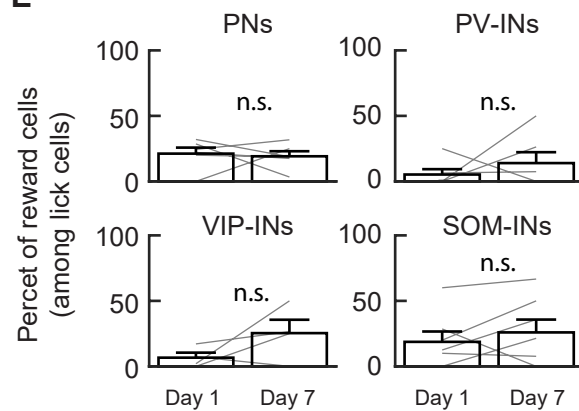 E
PNs
PV-INs
100
50
0
n.s.
100
50
0
n.s.
VIP-INs
SOM-INs
100
50
0
n.s.
100
50
0
n.s.
Percet of reward cells
(among lick cells)
Day 1 Day 7
Day 1 Day 7